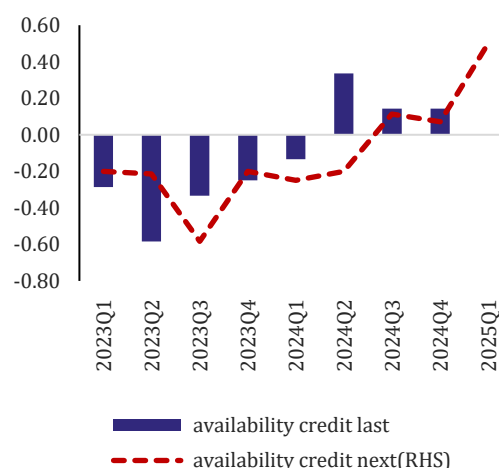 0.60
0.40
0.20
0.00
-0.20
-0.40
-0.60
-0.80
2023Q1
2023Q2
2023Q3
2023Q4
2024Q1
2024Q2
2024Q3
2024Q4
2025Q1
availability credit last
availability credit next(RHS)